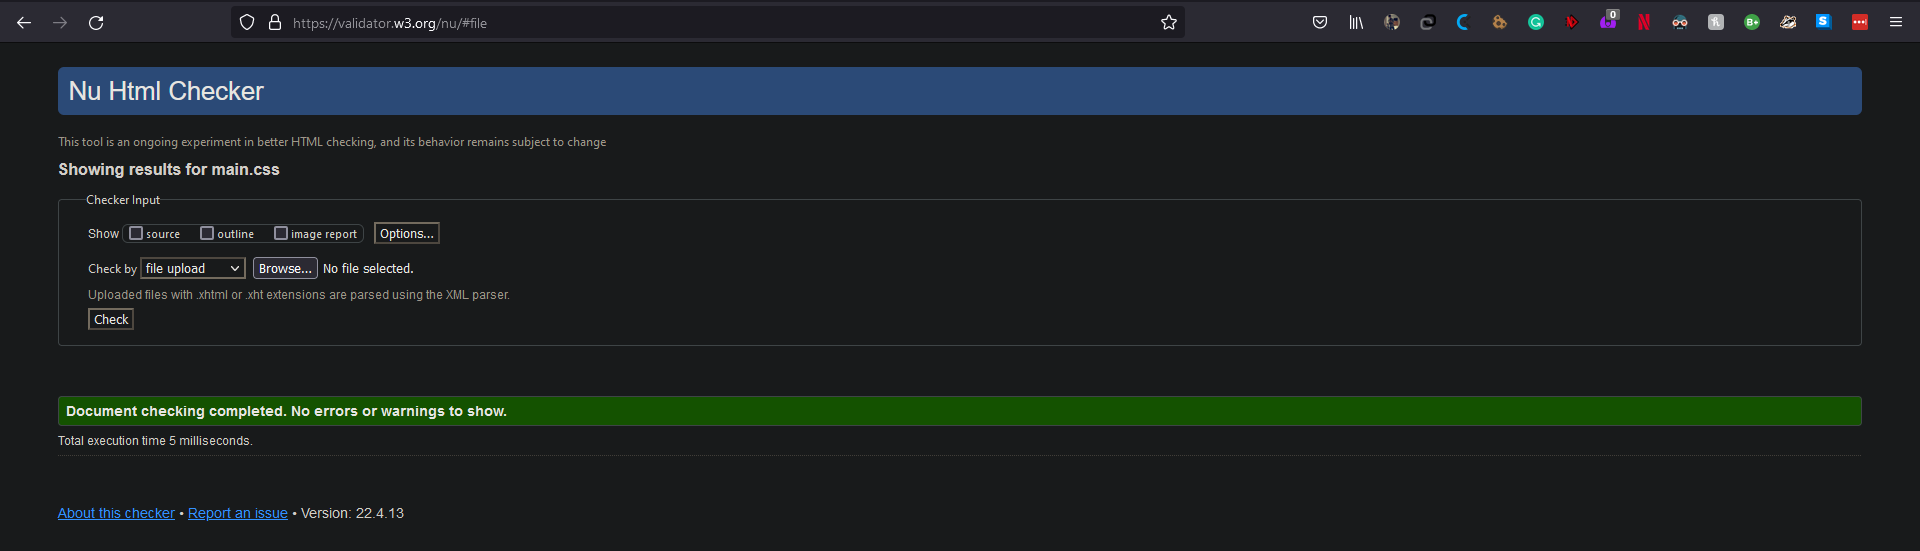 https://validator.w3.org/nu/#file
0
Nu Html Checker
This tool is an ongoing experiment in better HTML checking, and its behavior remains subject to change
Showing results for main.css
Checker Input
Show source outline image report Options...
Check by file upload Browse... No file selected.
Uploaded files with .xhtml or .xht extensions are parsed using the XML parser.
Check
Document checking completed. No errors or warnings to show.
Total execution time 5 milliseconds.
About this checker • Report an issue • Version: 22.4.13